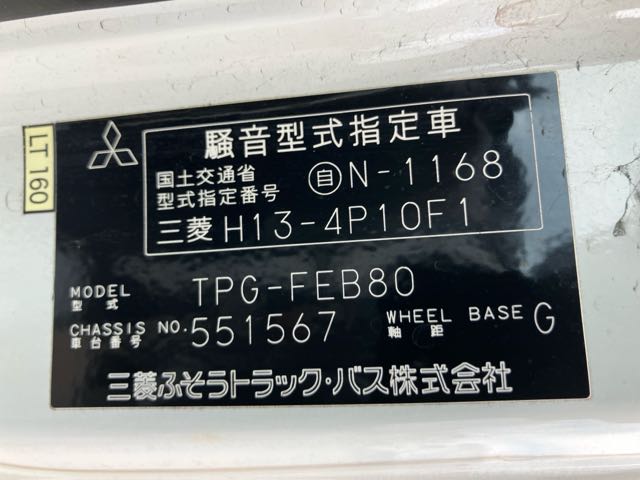 LT 160
騒音型式指定車
国土交通省
型式指定番号
自 N-1168
三菱 H13-4P10F1
MODEL
型式
TPG-FEB80
CHASSIS NO.
車台番号
551567
WHEEL BASE
軸距
G
三菱ふそうトラック・バス株式会社